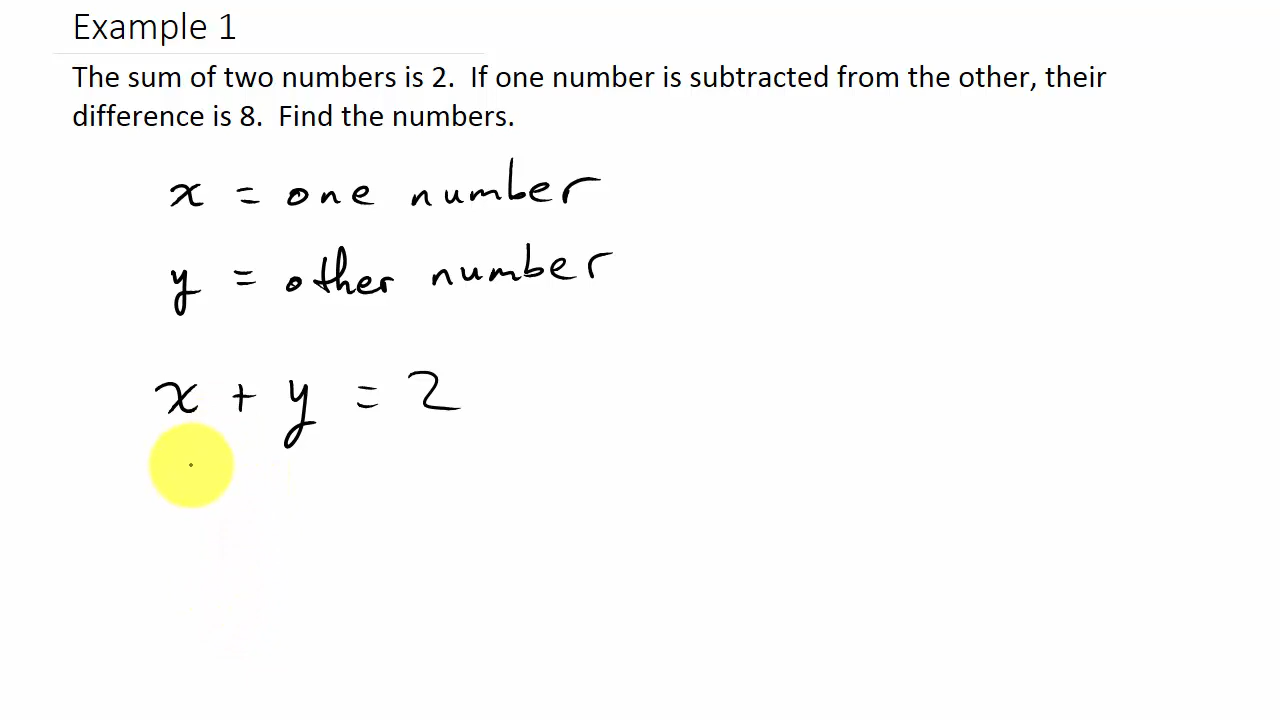 Example 1
The sum of two numbers is 2.  If one number is subtracted from the other, their
difference is 8.  Find the numbers.
x = one number
y = other number
x + y = 2